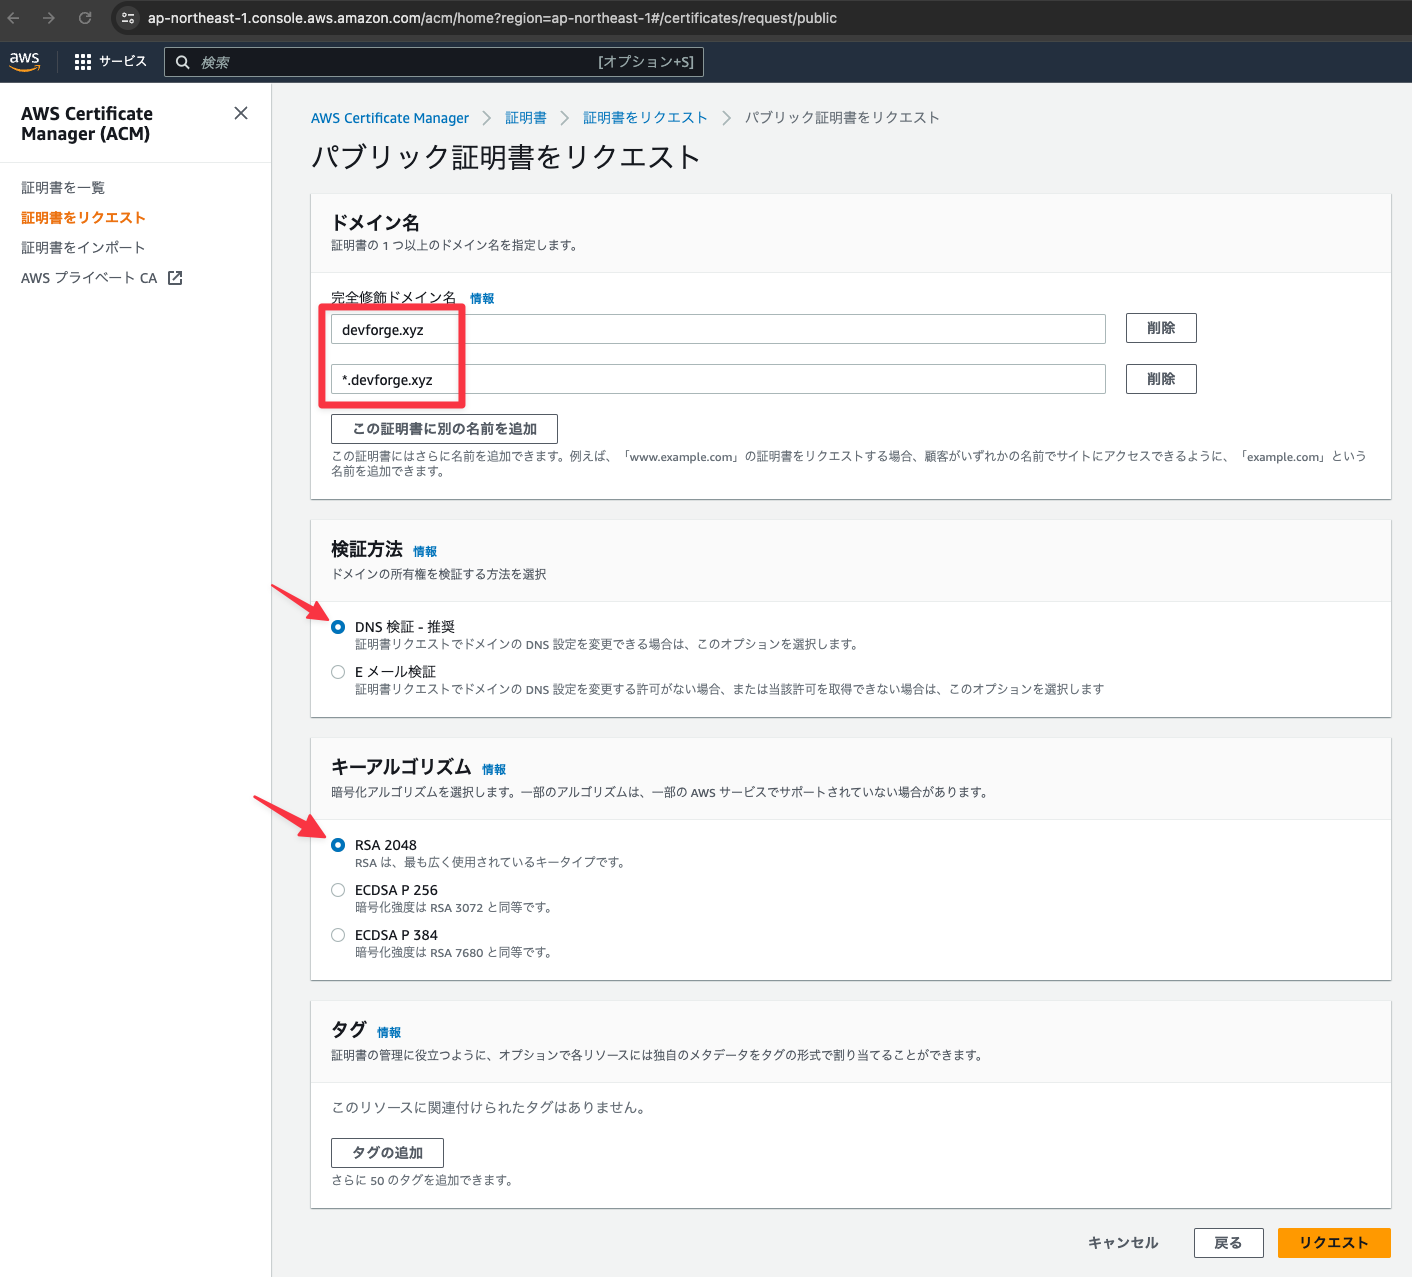 ap-northeast-1.console.aws.amazon.com/acm/home?region=ap-northeast-1#/certificates/request/public
aws
サービス
検索
[オプション+S]
AWS Certificate
Manager (ACM)
証明書を一覧
証明書をリクエスト
証明書をインポート
AWS プライベート CA
AWS Certificate Manager
証明書
証明書をリクエスト
パブリック証明書をリクエスト
パブリック証明書をリクエスト
ドメイン名
証明書の 1 つ以上のドメイン名を指定します。
完全修飾ドメイン名 情報
devforge.xyz
削除
*.devforge.xyz
削除
この証明書に別の名前を追加
この証明書にはさらに名前を追加できます。例えば、「www.example.com」の証明書をリクエストする場合、顧客がいずれかの名前でサイトにアクセスできるように、「example.com」という
名前を追加できます。
検証方法 情報
ドメインの所有権を検証する方法を選択
DNS 検証 - 推奨
証明書リクエストでドメインの DNS 設定を変更できる場合は、このオプションを選択します。
E メール検証
証明書リクエストでドメインの DNS 設定を変更する許可がない場合、または当該許可を取得できない場合は、このオプションを選択します
キーアルゴリズム 情報
暗号化アルゴリズムを選択します。一部のアルゴリズムは、一部の AWS サービスでサポートされていない場合があります。
RSA 2048
RSA は、最も広く使用されているキータイプです。
ECDSA P 256
暗号化強度は RSA 3072 と同等です。
ECDSA P 384
暗号化強度は RSA 7680 と同等です。
タグ 情報
証明書の管理に役立つように、オプションで各リソースには独自のメタデータをタグの形式で割り当てることができます。
このリソースに関連付けられたタグはありません。
タグの追加
さらに 50 のタグを追加できます。
キャンセル
戻る
リクエスト